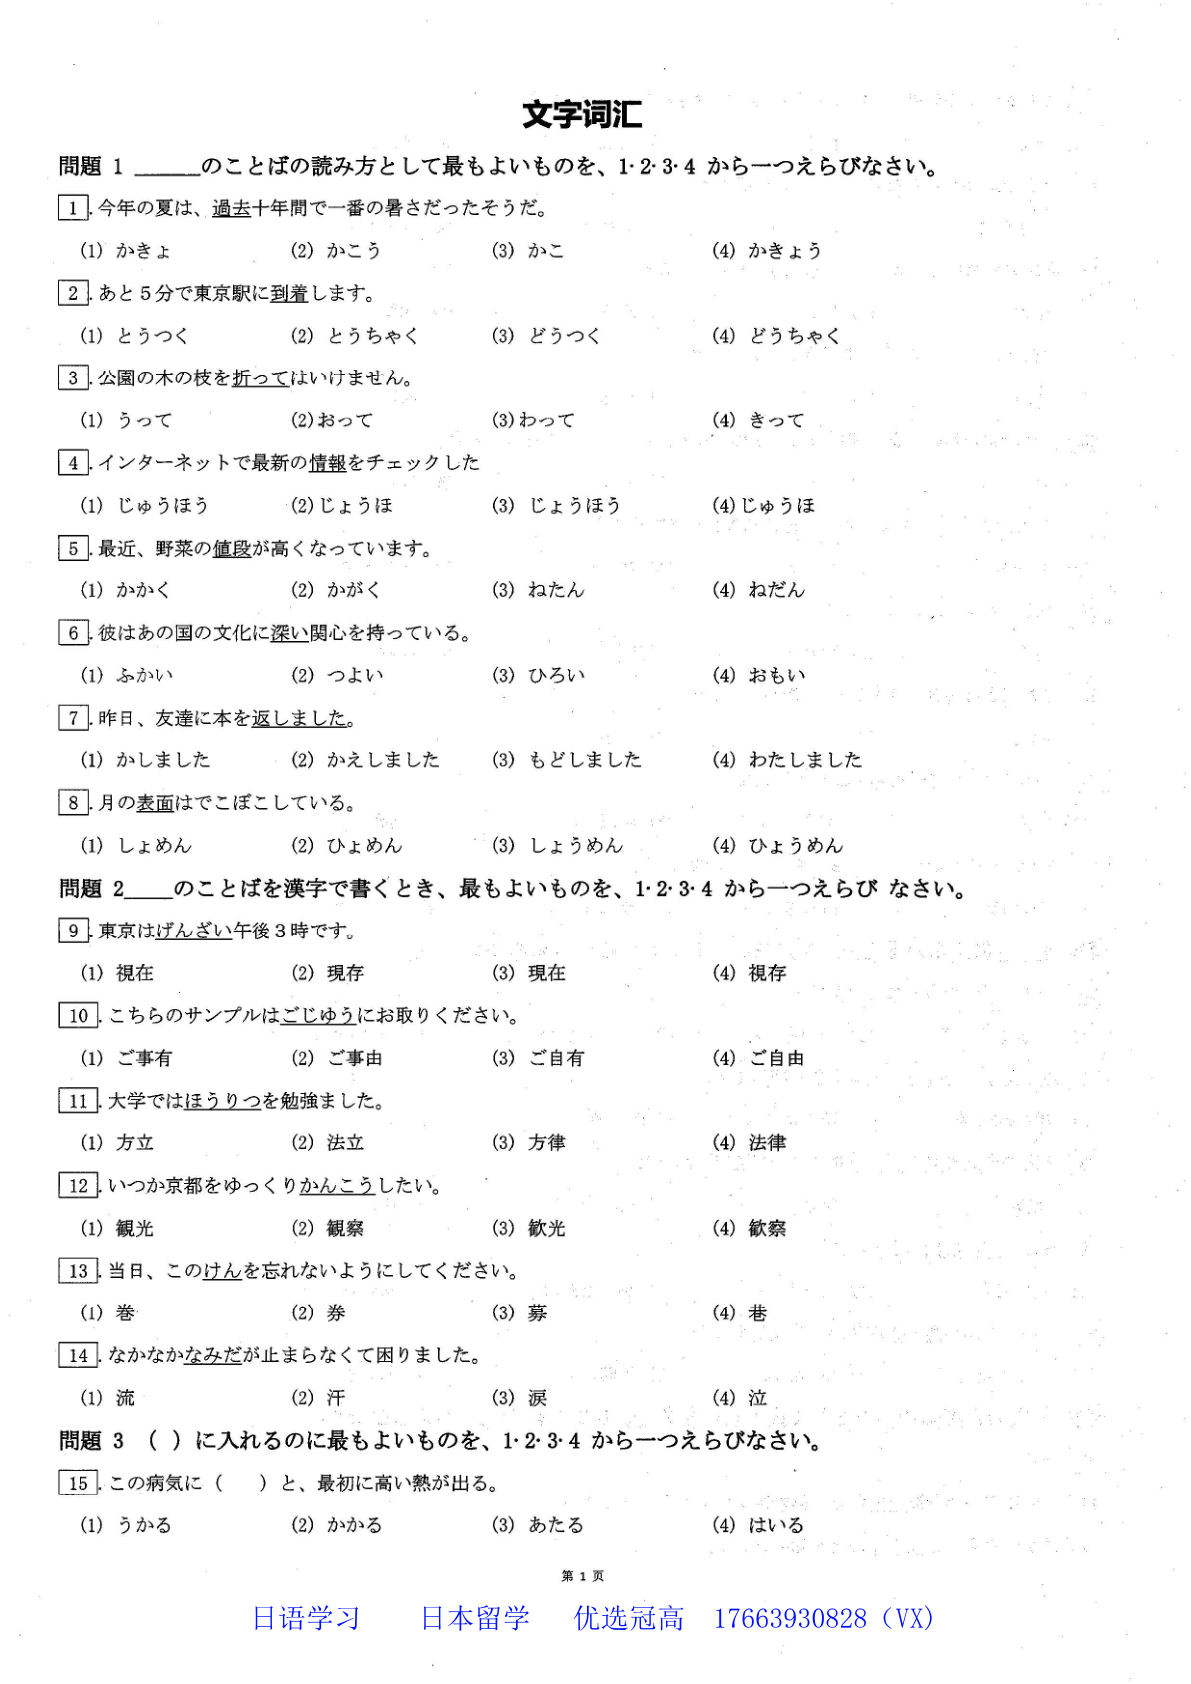 文字词汇
問題 1 ______のことばの読み方として最もよいものを、1·2·3·4 から一つえらびなさい。
1. 今年の夏は、過去十年間で一番の暑さだったそうだ。
(1) かきょ (2) かこう (3) かこ (4) かきょう
2. あと５分で東京駅に到着します。
(1) とうつく (2) とうちゃく (3) どうつく (4) どうちゃく
3. 公園の木の枝を折ってはいけません。
(1) うって (2)おって (3)わって (4) きって
4. インターネットで最新の情報をチェックした
(1) じゅうほう (2)じょうほ (3) じょうほう (4)じゅうほ
5. 最近、野菜の値段が高くなっています。
(1) かかく (2) かがく (3) ねたん (4) ねだん
6. 彼はあの国の文化に深い関心を持っている。
(1) ふかい (2) つよい (3) ひろい (4) おもい
7. 昨日、友達に本を返しました。
(1) かしました (2) かえしました (3) もどしました (4) わたしました
8. 月の表面はでこぼこしている。
(1) しょめん (2) ひょめん (3) しょうめん (4) ひょうめん
問題 2____のことばを漢字で書くとき、最もよいものを、1·2·3·4 から一つえらび なさい。
9. 東京はげんざい午後３時です。
(1) 視在 (2) 現存 (3) 現在 (4) 視存
10. こちらのサンプルはごじゆうにお取りください。
(1) ご事有 (2) ご事由 (3) ご自有 (4) ご自由
11. 大学ではほうりつを勉強ました。
(1) 方立 (2) 法立 (3) 方律 (4) 法律
12. いつか京都をゆっくりかんこうしたい。
(1) 観光 (2) 観察 (3) 歓光 (4) 歓察
13. 当日、このけんを忘れないようにしてください。
(1) 巻 (2) 券 (3) 募 (4) 巷
14. なかなかなみだが止まらなくて困りました。
(1) 流 (2) 汗 (3) 涙 (4) 泣
問題 3 （ ）に入れるのに最もよいものを、1·2·3·4 から一つえらびなさい。
15. この病気に（ ）と、最初に高い熱が出る。
(1) うかる (2) かかる (3) あたる (4) はいる
第 1 页
日语学习 日本留学 优选冠高 17663930828（VX）